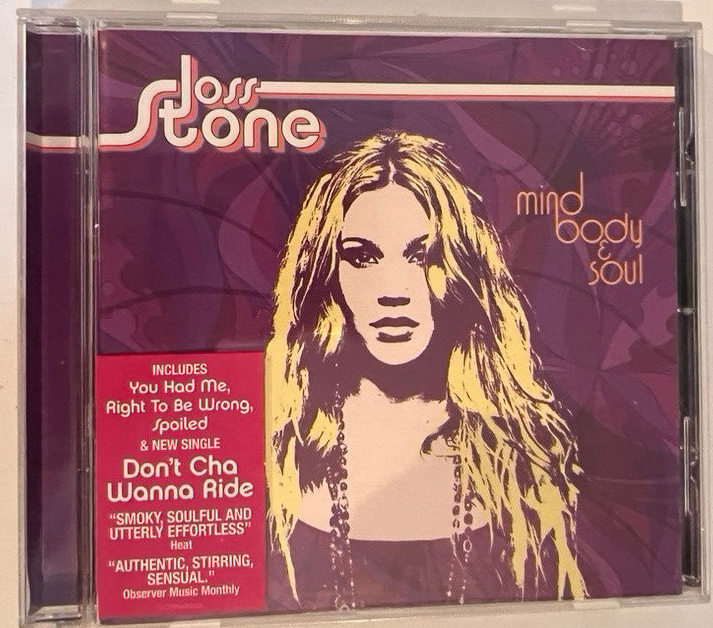 Joss
Stone
mind
body
&
soul
INCLUDES
You Had Me,
Right To Be Wrong,
Spoiled
& NEW SINGLE
Don't Cha
Wanna Ride
"SMOKY, SOULFUL AND
UTTERLY EFFORTLESS"
Heat
"AUTHENTIC, STIRRING,
SENSUAL."
Observer Music Monthly